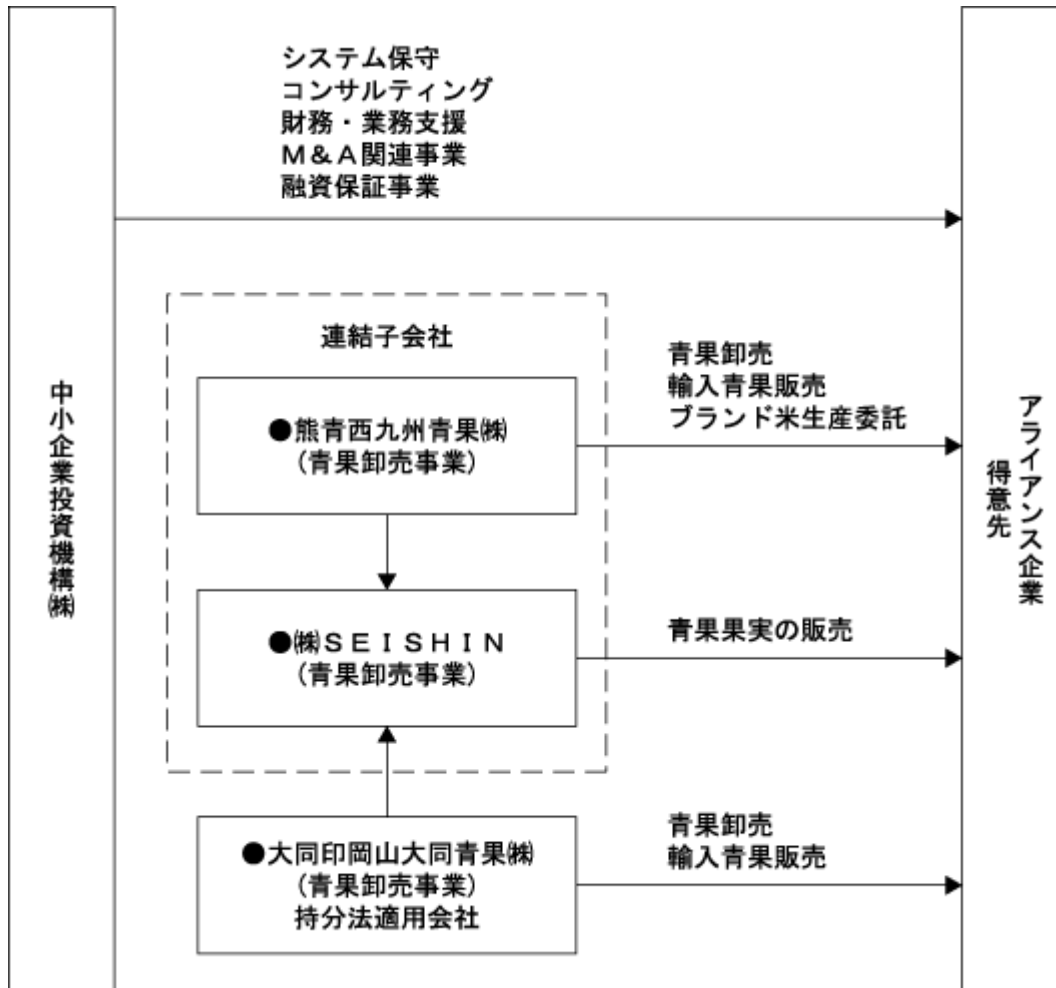 システム保守
コンサルティング
財務・業務支援
Ｍ＆Ａ関連事業
融資保証事業
中小企業投資機構㈱
連結子会社
●熊青西九州青果㈱
(青果卸売事業)
青果卸売
輸入青果販売
ブランド米生産委託
●㈱ＳＥＩＳＨＩＮ
(青果卸売事業)
青果果実の販売
●大同印岡山大同青果㈱
(青果卸売事業)
持分法適用会社
青果卸売
輸入青果販売
アライアンス企業
得意先